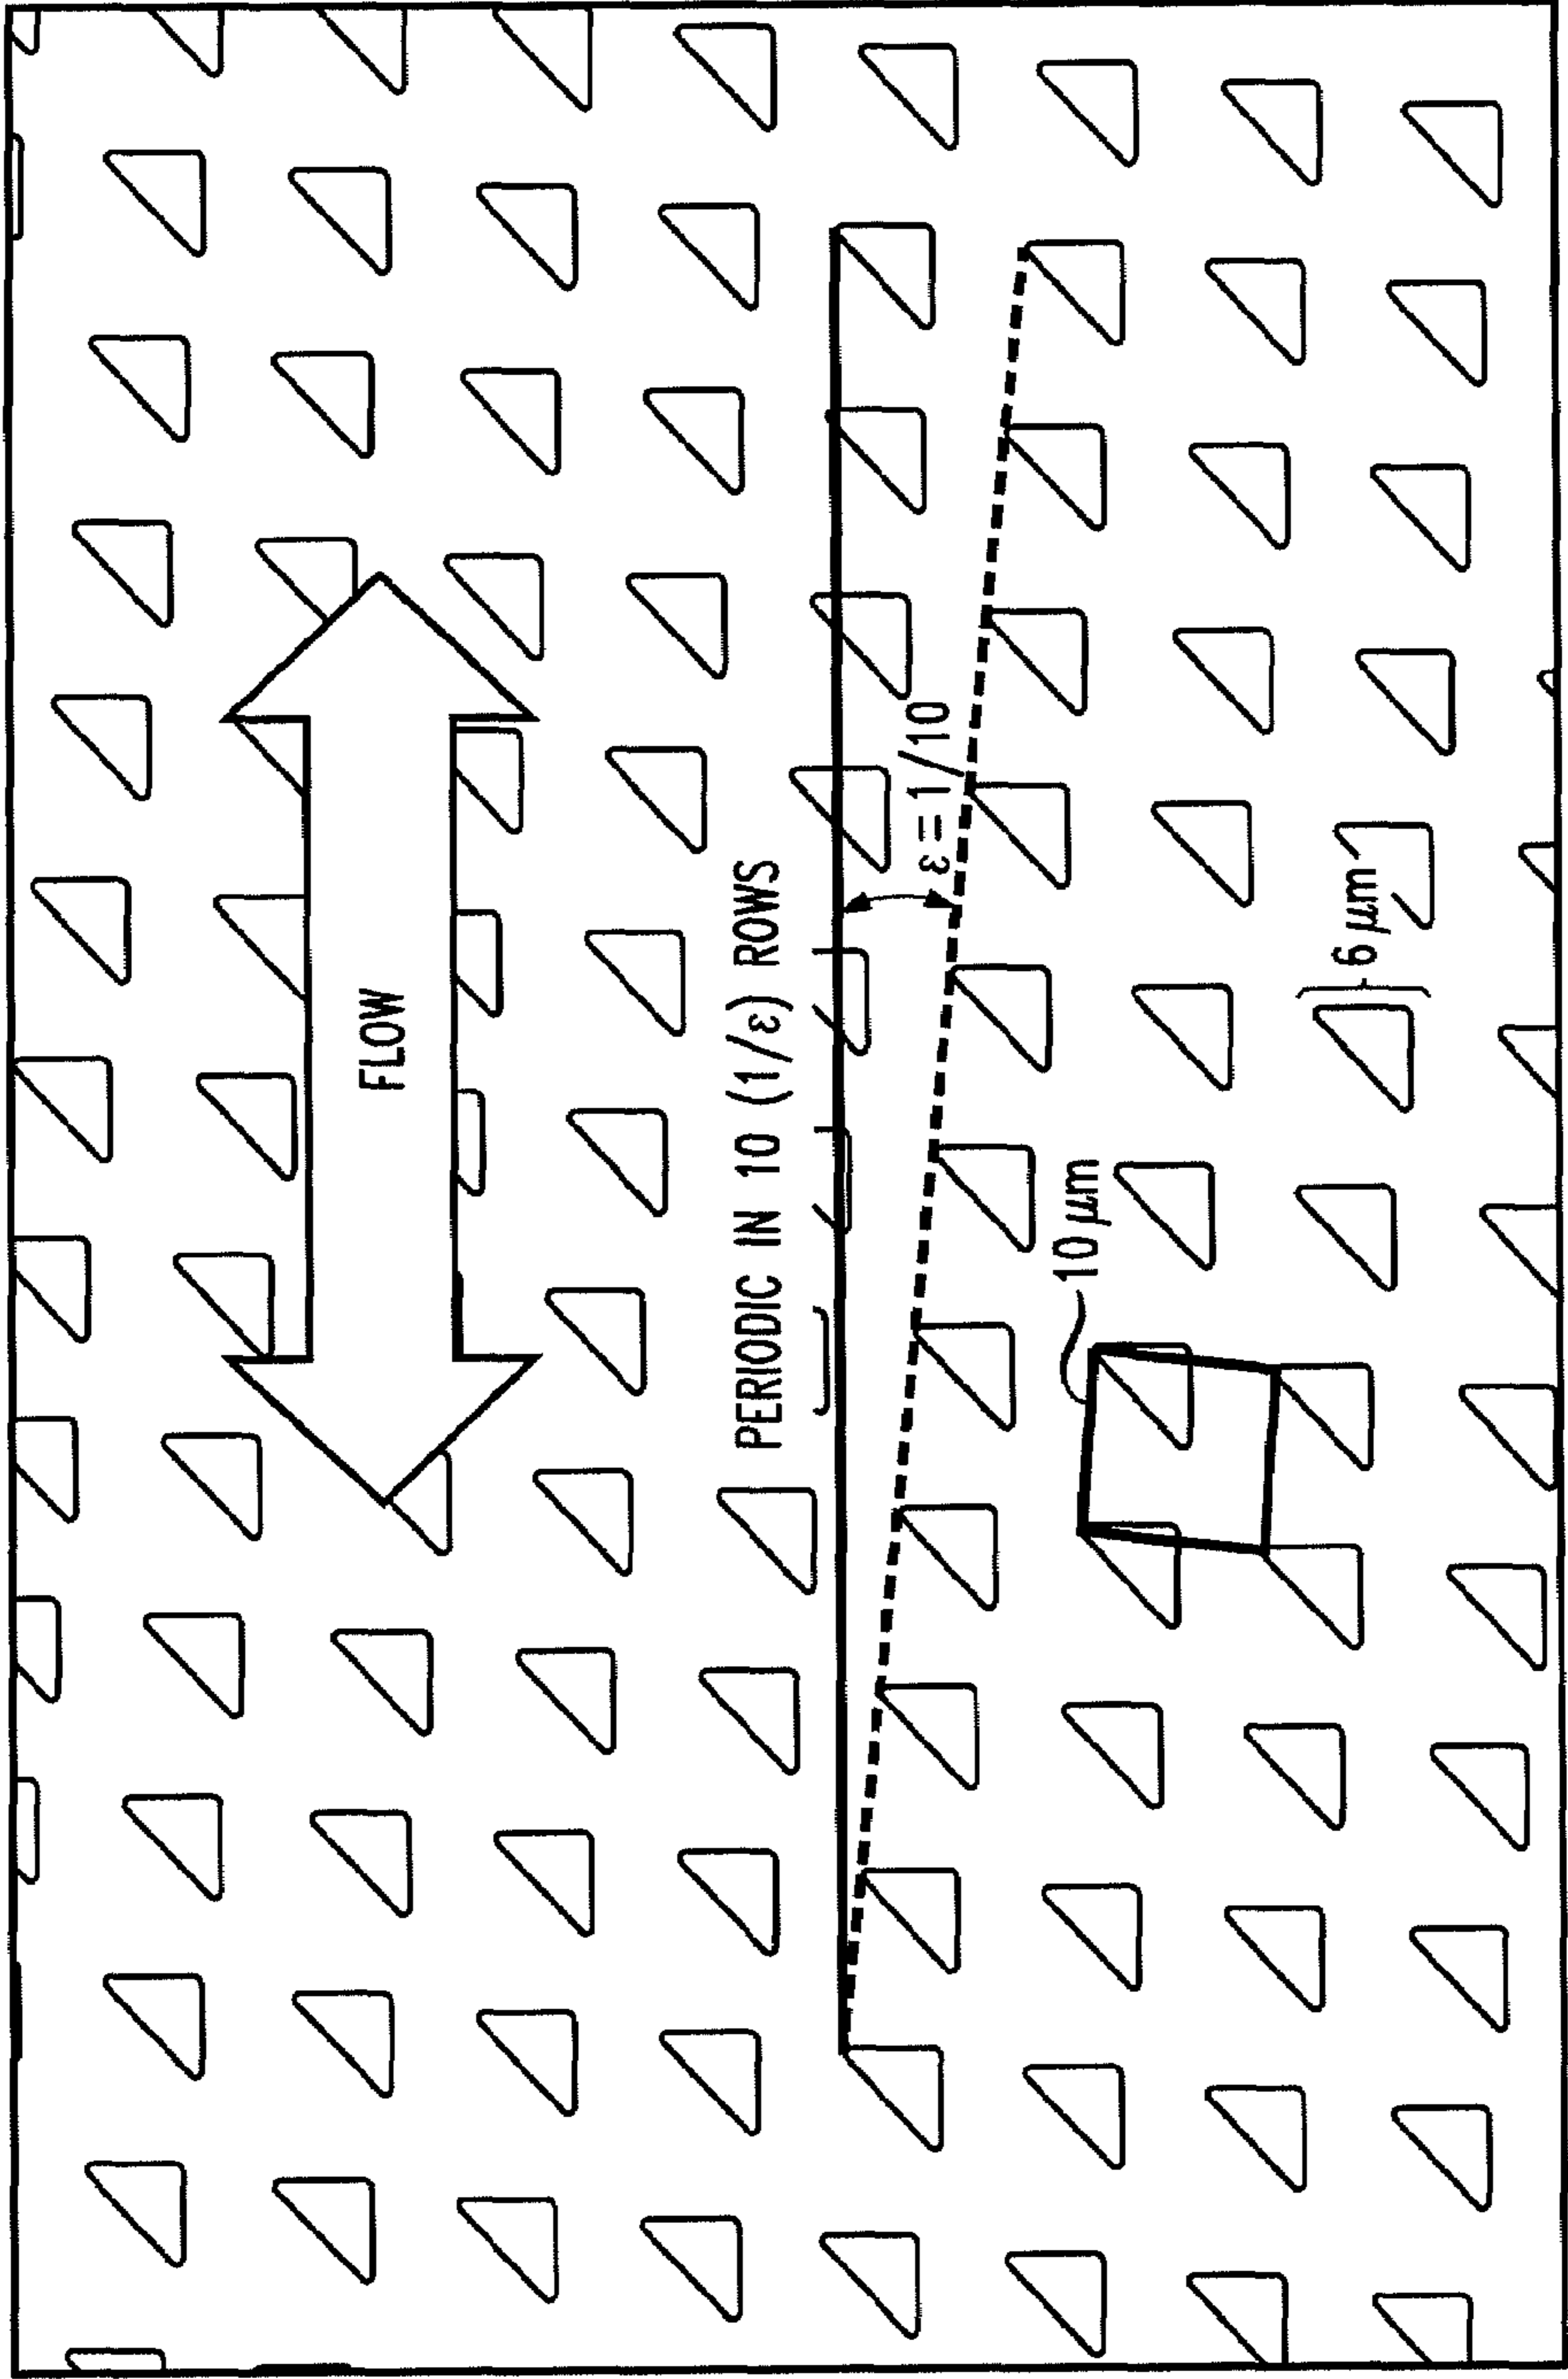 FLOW
PERIODIC IN 10 (1/ε) ROWS
ε=1/10
10 μm
6 μm